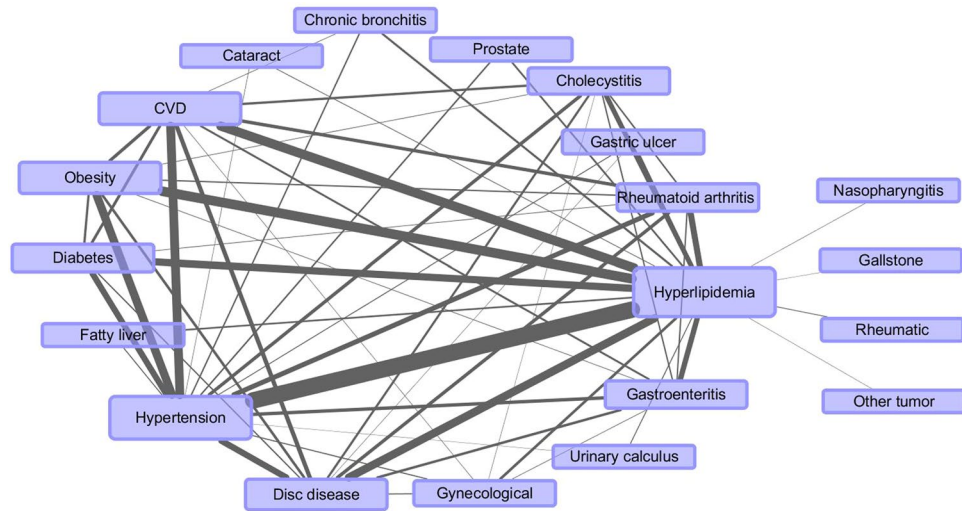 Chronic bronchitis
Prostate
Cataract
Cholecystitis
CVD
Gastric ulcer
Obesity
Rheumatoid arthritis
Nasopharyngitis
Diabetes
Gallstone
Hyperlipidemia
Fatty liver
Rheumatic
Gastroenteritis
Other tumor
Hypertension
Urinary calculus
Disc disease
Gynecological